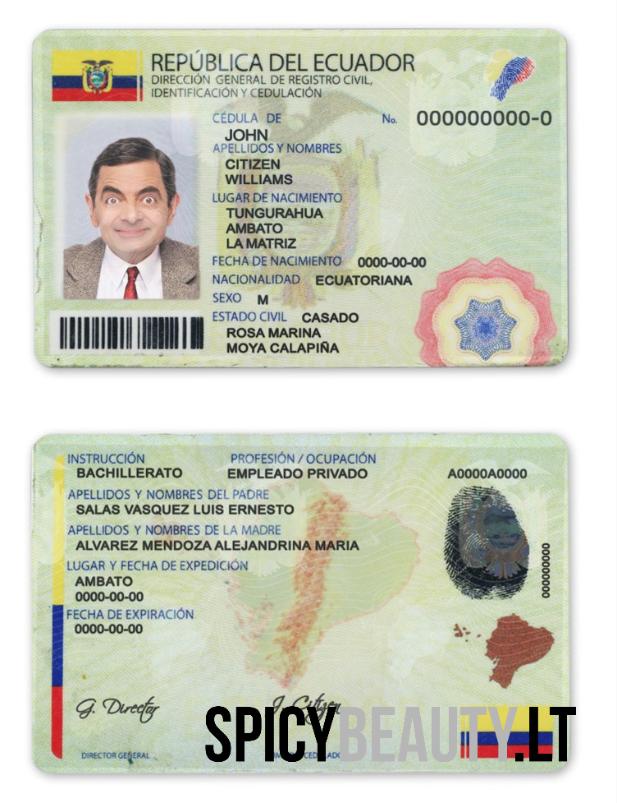 REPÚBLICA DEL ECUADOR
DIRECCIÓN GENERAL DE REGISTRO CIVIL,
IDENTIFICACIÓN Y CEDULACIÓN
CÉDULA DE No. 000000000-0
JOHN
APELLIDOS Y NOMBRES
CITIZEN
WILLIAMS
LUGAR DE NACIMIENTO
TUNGURAHUA
AMBATO
LA MATRIZ
FECHA DE NACIMIENTO 0000-00-00
NACIONALIDAD ECUATORIANA
SEXO M
ESTADO CIVIL CASADO
ROSA MARINA
MOYA CALAPIÑA
INSTRUCCIÓN PROFESIÓN / OCUPACIÓN
BACHILLERATO EMPLEADO PRIVADO A0000A0000
APELLIDOS Y NOMBRES DEL PADRE
SALAS VASQUEZ LUIS ERNESTO
APELLIDOS Y NOMBRES DE LA MADRE
ALVAREZ MENDOZA ALEJANDRINA MARIA
LUGAR Y FECHA DE EXPEDICIÓN
AMBATO
0000-00-00
FECHA DE EXPIRACIÓN
0000-00-00
000000000
G. Director J. Citizen
SPICYBEAUTY.LT
DIRECTOR GENERAL